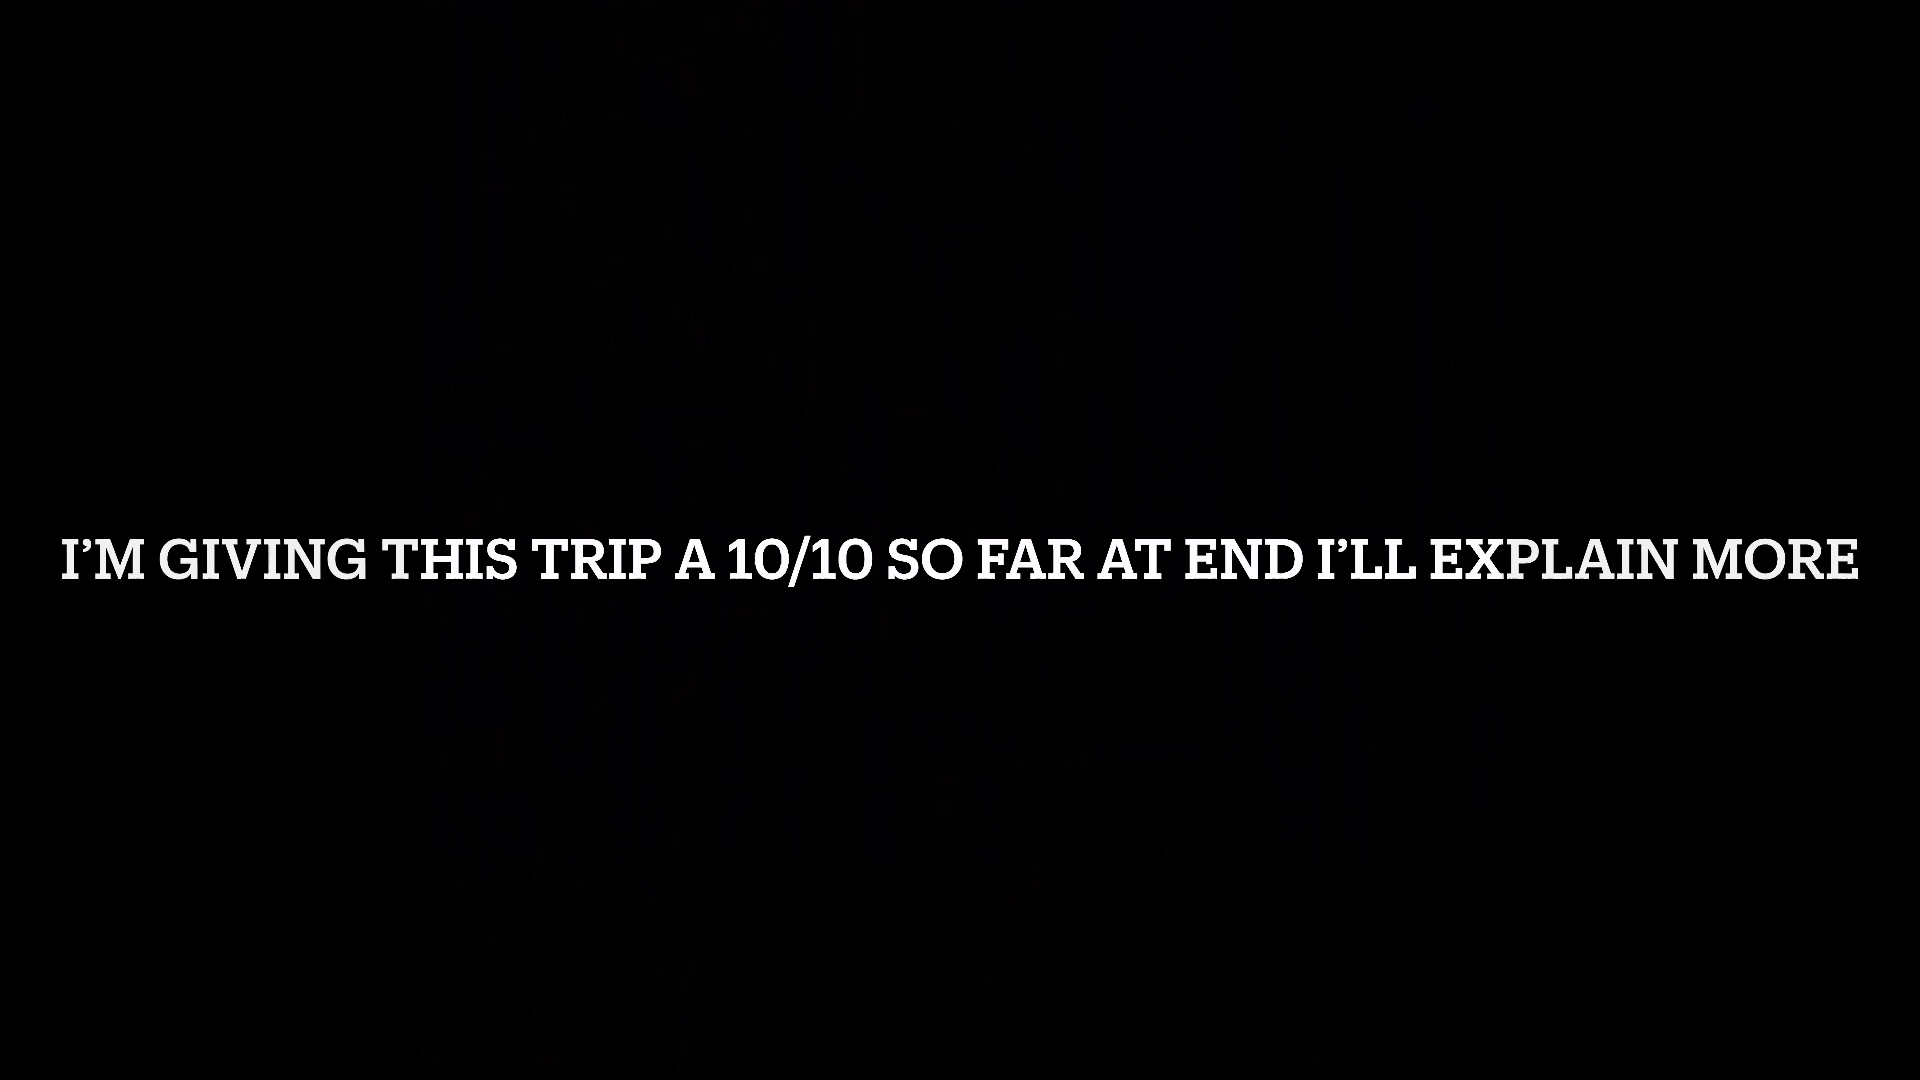 I’M GIVING THIS TRIP A 10/10 SO FAR AT END I’LL EXPLAIN MORE